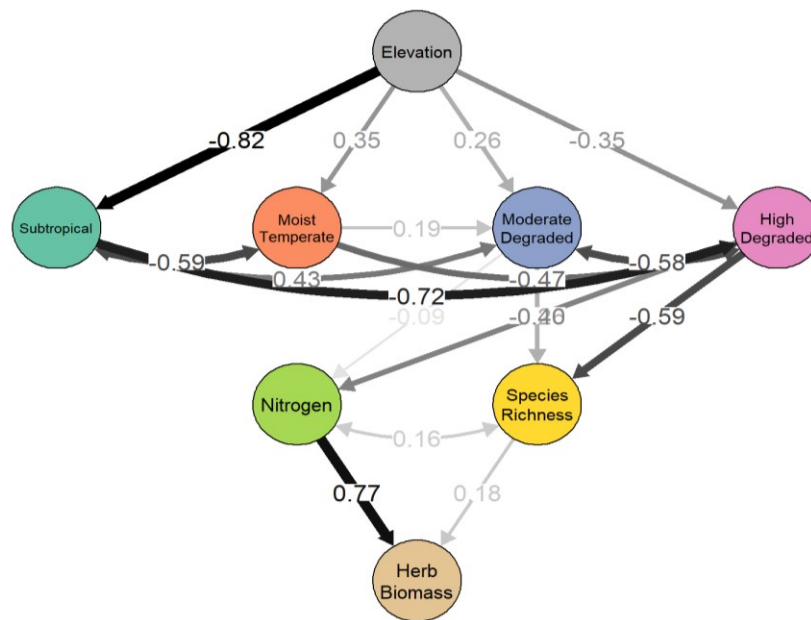 Elevation
-0.82
0.35
0.26
-0.35
Subtropical
Moist
Temperate
0.19
Moderate
Degraded
High
Degraded
-0.59
0.43
-0.47
-0.58
-0.72
-0.09
-0.59
Nitrogen
Species
Richness
0.16
0.77
0.18
Herb
Biomass